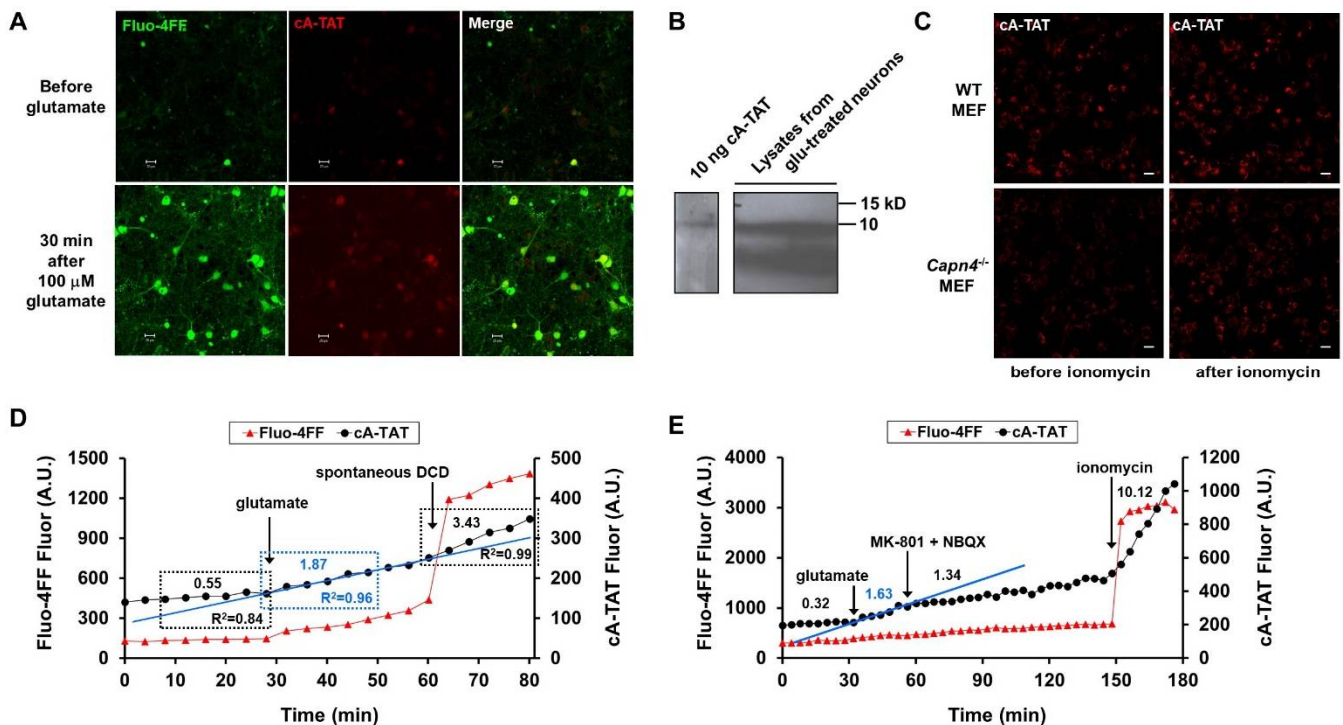 A
Fluo-4FF
cA-TAT
Merge
Before
glutamate
30 min
after
100 μM
glutamate
B
10 ng cA-TAT
Lysates from
glu-treated neurons
15 kD
10
C
cA-TAT
cA-TAT
WT
MEF
Capn4-/-
MEF
before ionomycin
after ionomycin
D
Fluo-4FF
cA-TAT
Fluo-4FF Fluor (A.U.)
1500
1200
900
600
300
0
500
400
300
200
100
0
cA-TAT Fluor (A.U.)
spontaneous DCD
glutamate
0.55
R²=0.84
1.87
R²=0.96
3.43
R²=0.99
0 10 20 30 40 50 60 70 80
Time (min)
E
Fluo-4FF
cA-TAT
Fluo-4FF Fluor (A.U.)
4000
3000
2000
1000
0
1200
1000
800
600
400
200
0
cA-TAT Fluor (A.U.)
ionomycin
10.12
MK-801 + NBQX
glutamate
1.34
1.63
0.32
0 30 60 90 120 150 180
Time (min)